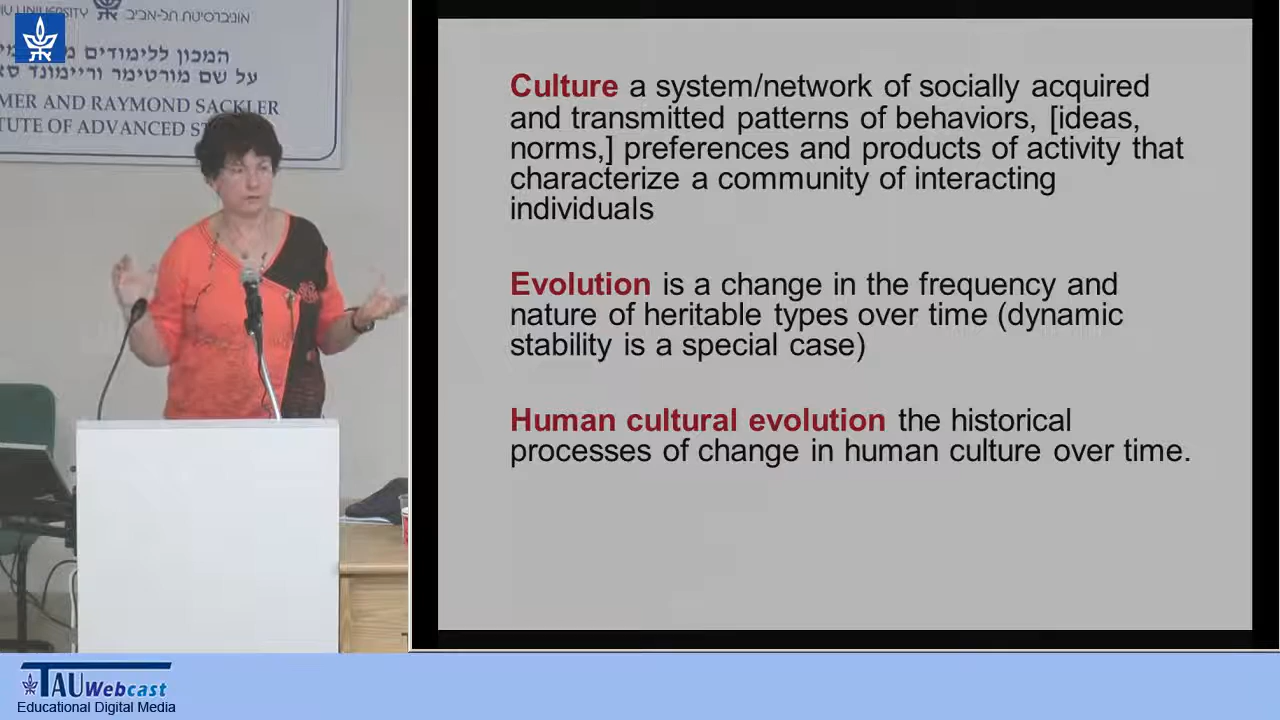 UNIVERSITY אוניברסיטת תל-אביב
המכון ללימודים
על שם מורטימר וריימונד
MER AND RAYMOND SACKLER
TUTE OF ADVANCED
Culture a system/network of socially acquired
and transmitted patterns of behaviors, [ideas,
norms,] preferences and products of activity that
characterize a community of interacting
individuals
Evolution is a change in the frequency and
nature of heritable types over time (dynamic
stability is a special case)
Human cultural evolution the historical
processes of change in human culture over time.
TAU Webcast
Educational Digital Media